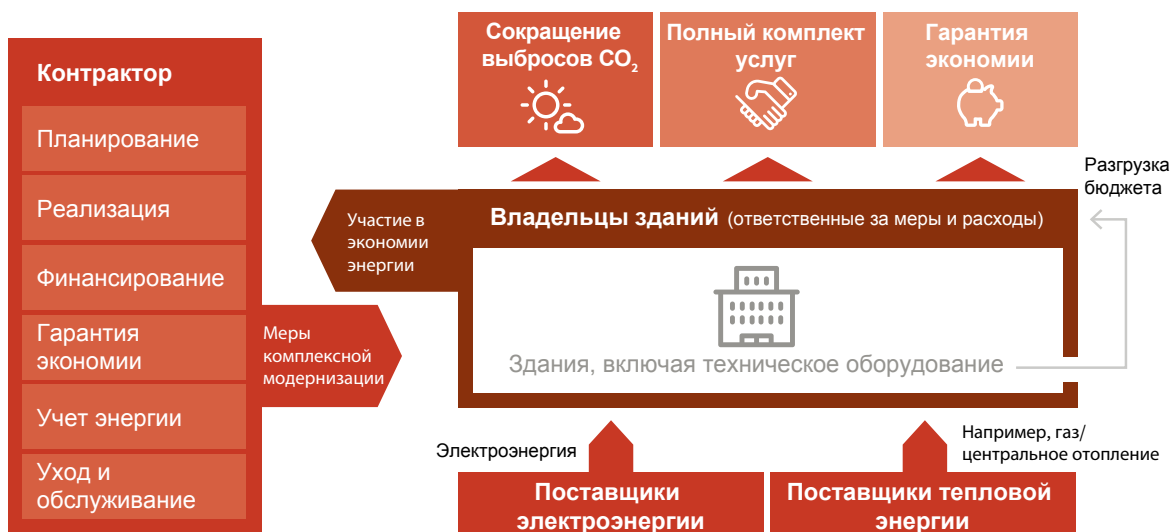 Контрактор
Планирование
Реализация
Финансирование
Гарантия
экономии
Учет энергии
Уход и
обслуживание
Участие в
экономии
энергии
Меры
комплексной
модернизации
Сокращение
выбросов CO₂
Полный комплект
услуг
Гарантия
экономии
Разгрузка
бюджета
Владельцы зданий (ответственные за меры и расходы)
Здания, включая техническое оборудование
Электроэнергия
Например, газ/
центральное отопление
Поставщики
электроэнергии
Поставщики тепловой
энергии